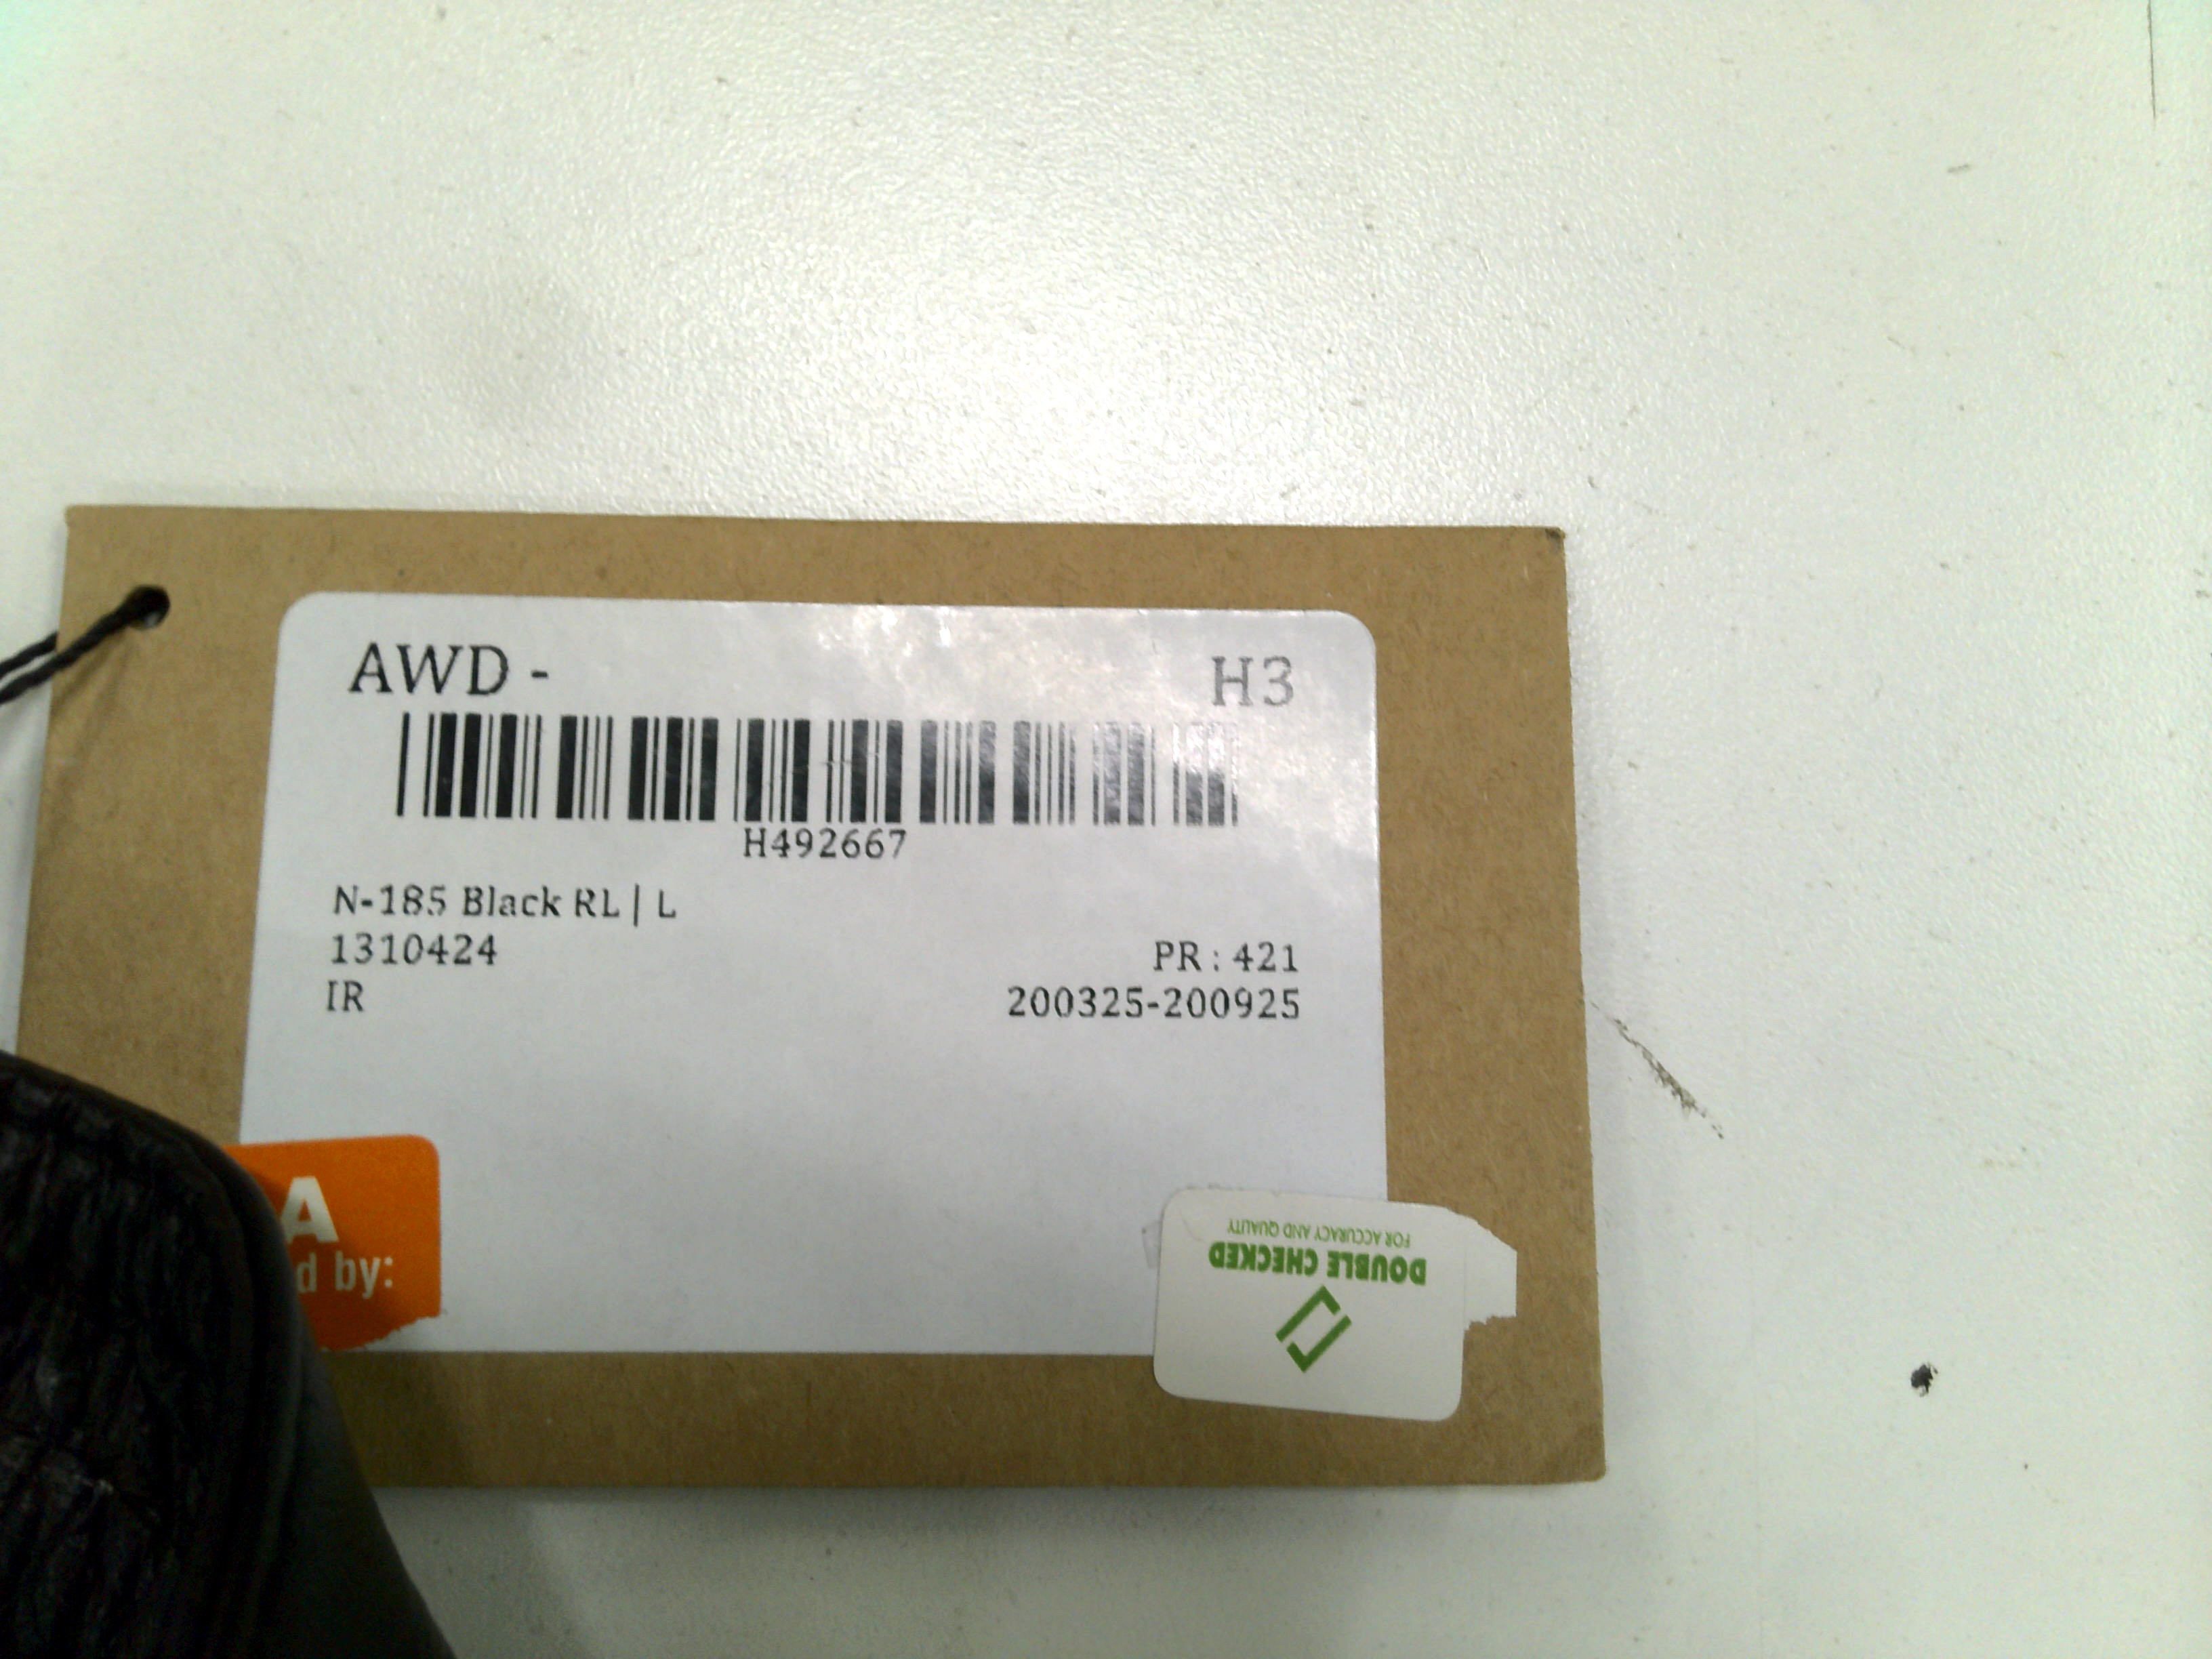 AWD - H3
H492667
N-185 Black RL | L
1310424 PR : 421
IR 200325-200925
A
d by:
DOUBLE CHECKED
FOR ACCURACY AND QUALITY